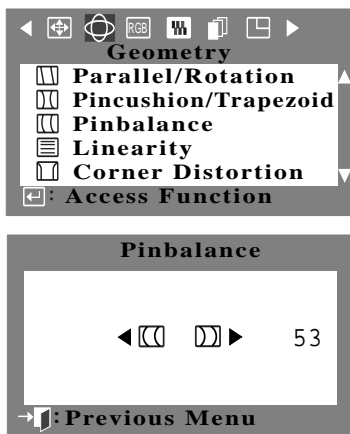 RGB
Geometry
Parallel/Rotation
Pincushion/Trapezoid
Pinbalance
Linearity
Corner Distortion
: Access Function
Pinbalance
53
:Previous Menu